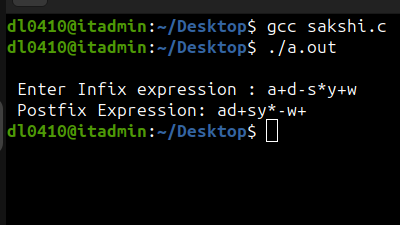 dl0410@itadmin:~/Desktop$ gcc sakshi.c
dl0410@itadmin:~/Desktop$ ./a.out
Enter Infix expression : a+d-s*y+w
Postfix Expression: ad+sy*-w+
dl0410@itadmin:~/Desktop$